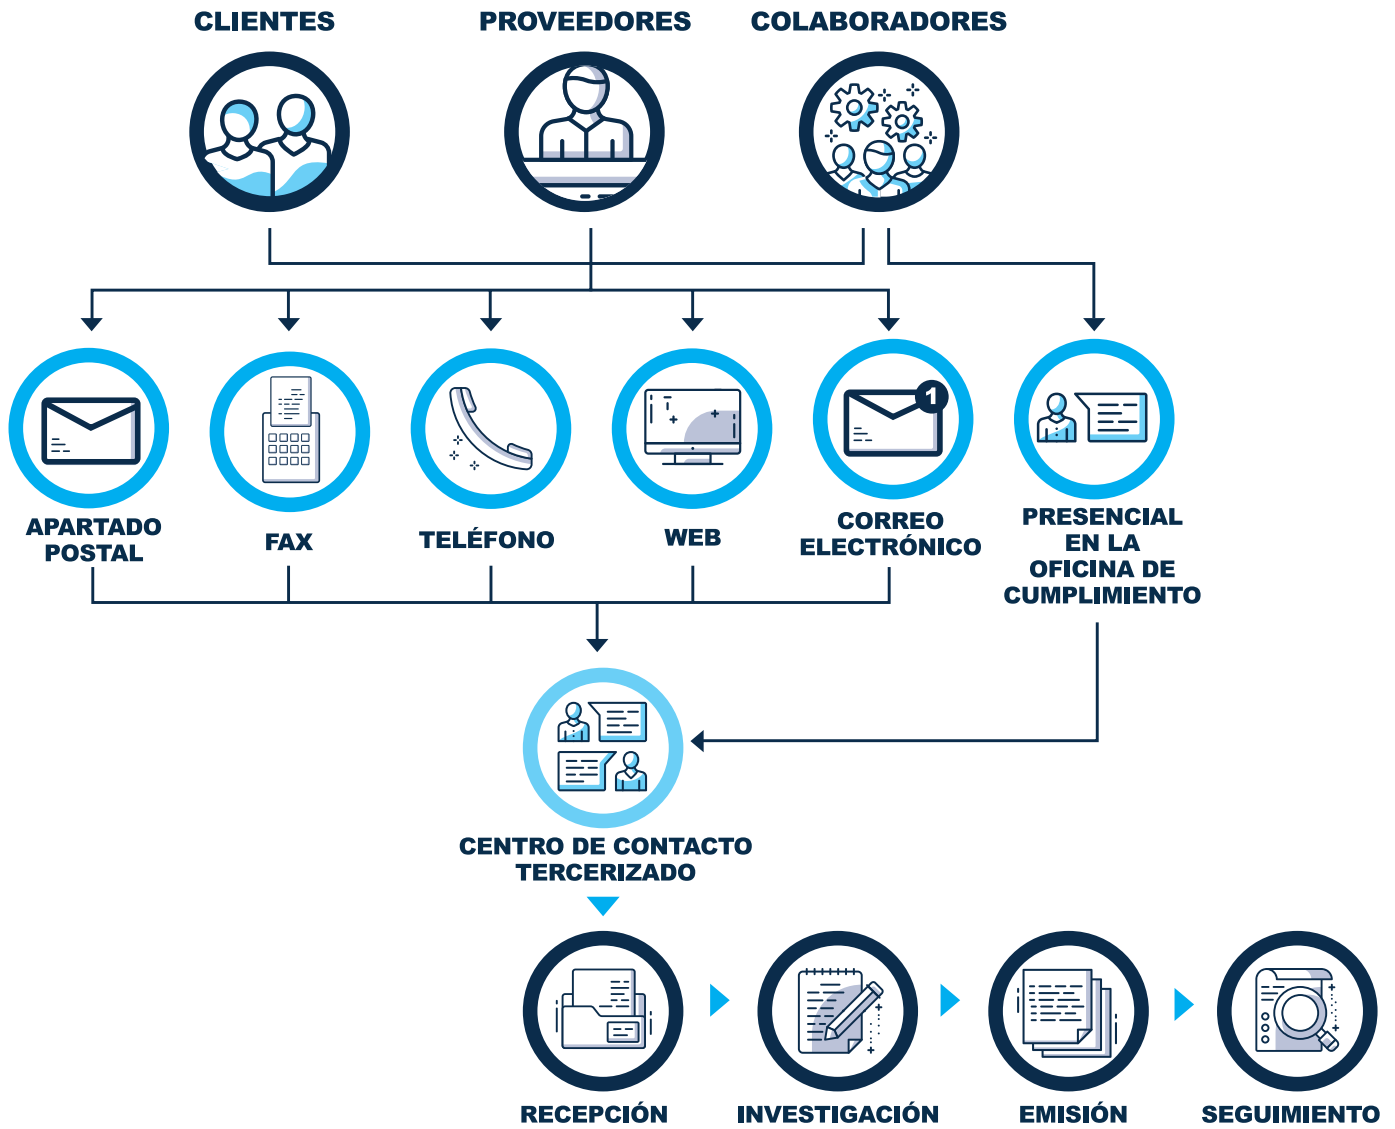 CLIENTES
PROVEEDORES
COLABORADORES
1
APARTADO
POSTAL
FAX
TELÉFONO
WEB
CORREO
ELECTRÓNICO
PRESENCIAL
EN LA
OFICINA DE
CUMPLIMIENTO
CENTRO DE CONTACTO
TERCERIZADO
RECEPCIÓN
INVESTIGACIÓN
EMISIÓN
SEGUIMIENTO